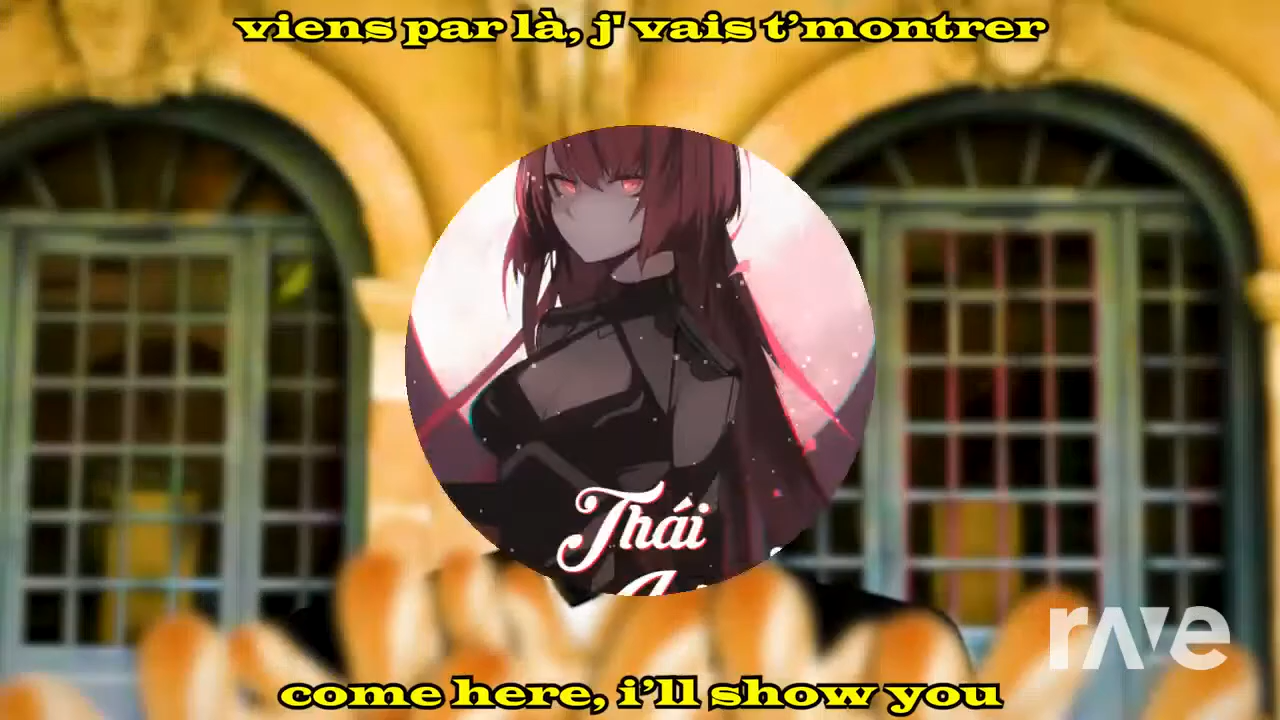 viens par là, j' vais t’montrer
Thái
rave
come here, i’ll show you